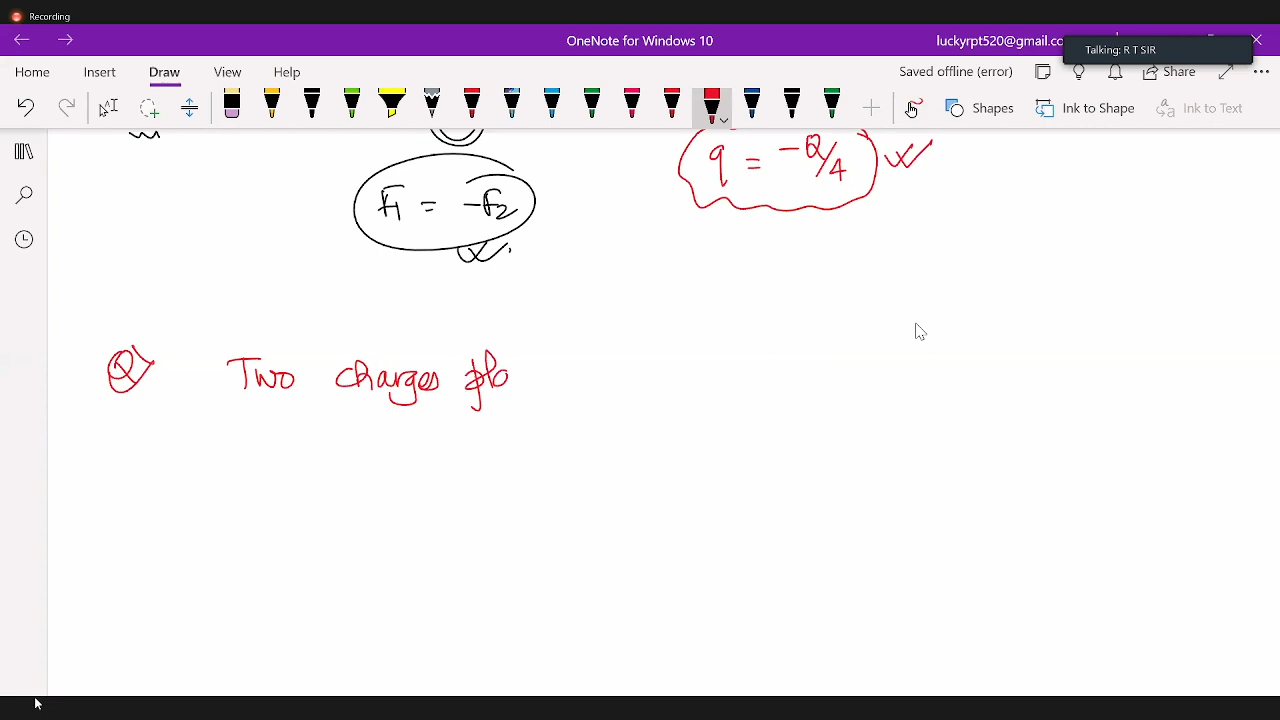 Recording
OneNote for Windows 10
luckyrpt520@gmail.co
Talking: R T SIR
Home Insert Draw View Help
Saved offline (error)
Share
Shapes
Ink to Shape
Ink to Text
q = -Q/4
F1 = -F2
Q Two charges pla